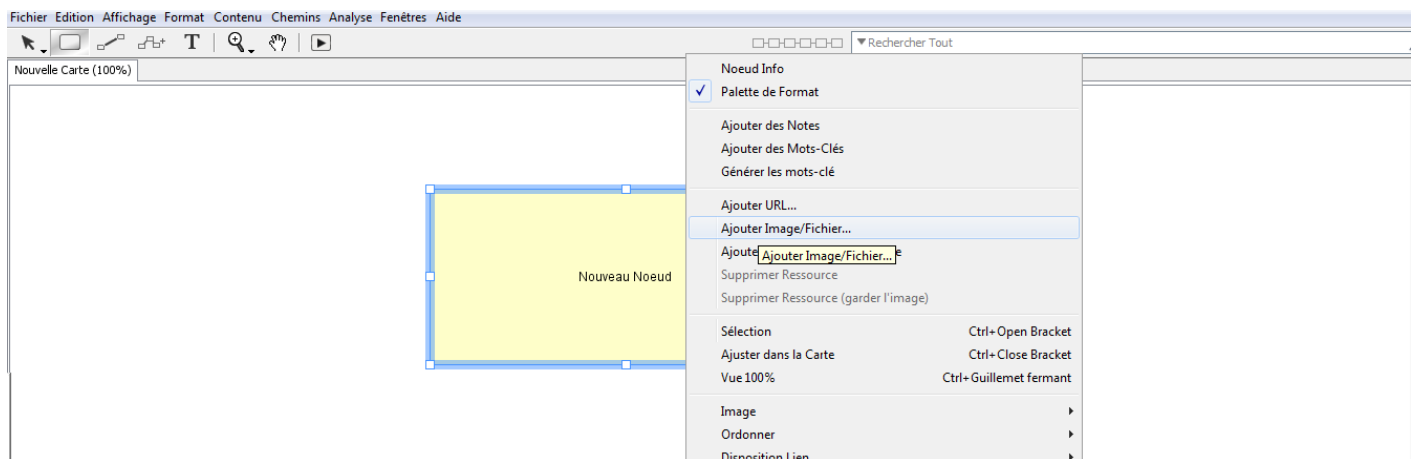 Fichier Edition Affichage Format Contenu Chemins Analyse Fenêtres Aide
T
Rechercher Tout
Nouvelle Carte (100%)
Noeud Info
Palette de Format
Ajouter des Notes
Ajouter des Mots-Clés
Générer les mots-clé
Ajouter URL...
Ajouter Image/Fichier...
Ajoute
Ajouter Image/Fichier...
Nouveau Noeud
Supprimer Ressource
Supprimer Ressource (garder l'image)
Sélection Ctrl+Open Bracket
Ajuster dans la Carte Ctrl+Close Bracket
Vue 100% Ctrl+Guillemet fermant
Image
Ordonner
Disposition Lien